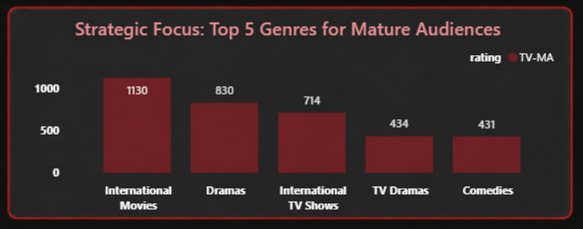 Strategic Focus: Top 5 Genres for Mature Audiences
rating TV-MA
1000
500
0
1130
830
714
434
431
International
Movies
Dramas
International
TV Shows
TV Dramas
Comedies